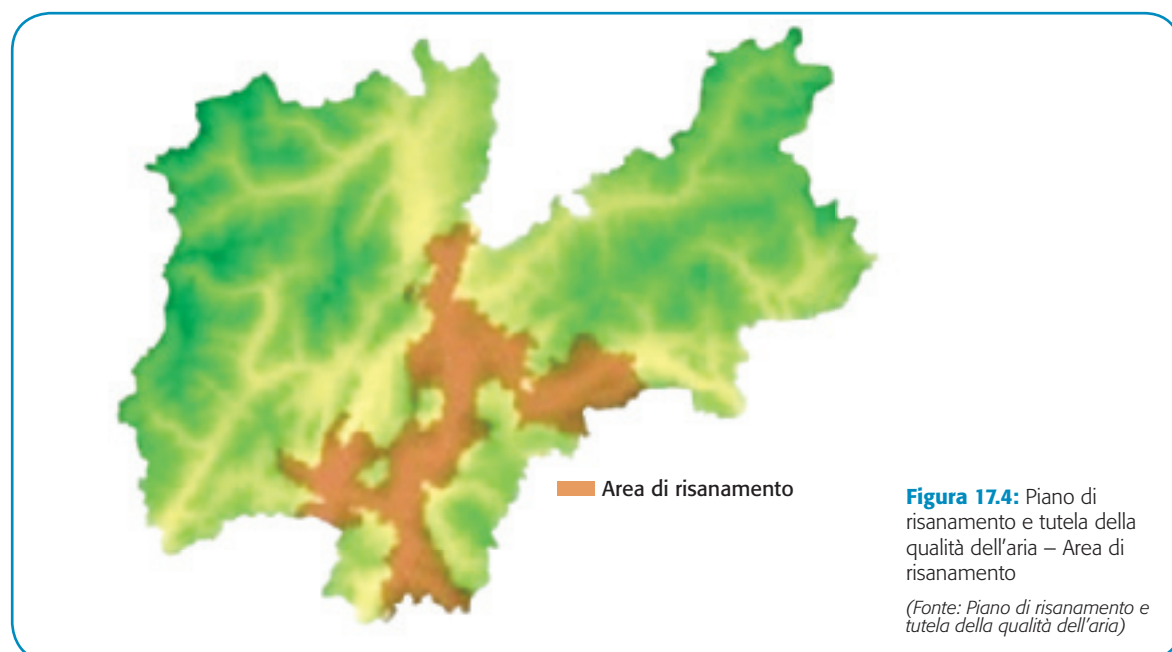 Area di risanamento
Figura 17.4: Piano di
risanamento e tutela della
qualità dell'aria – Area di
risanamento
(Fonte: Piano di risanamento e
tutela della qualità dell'aria)